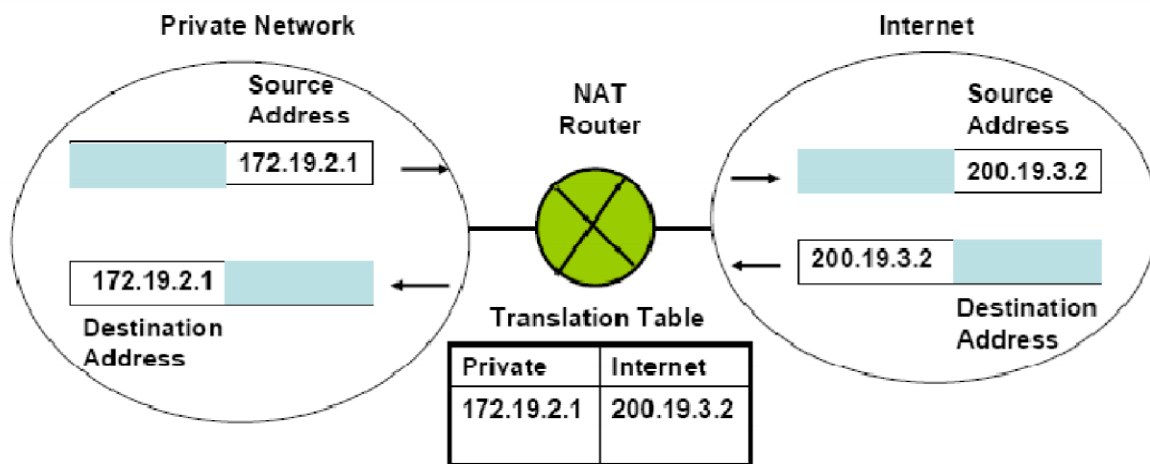 Private Network
Internet
Source
Address
172.19.2.1
NAT
Router
Source
Address
200.19.3.2
172.19.2.1
Destination
Address
200.19.3.2
Destination
Address
Translation Table
Private Internet
172.19.2.1 200.19.3.2